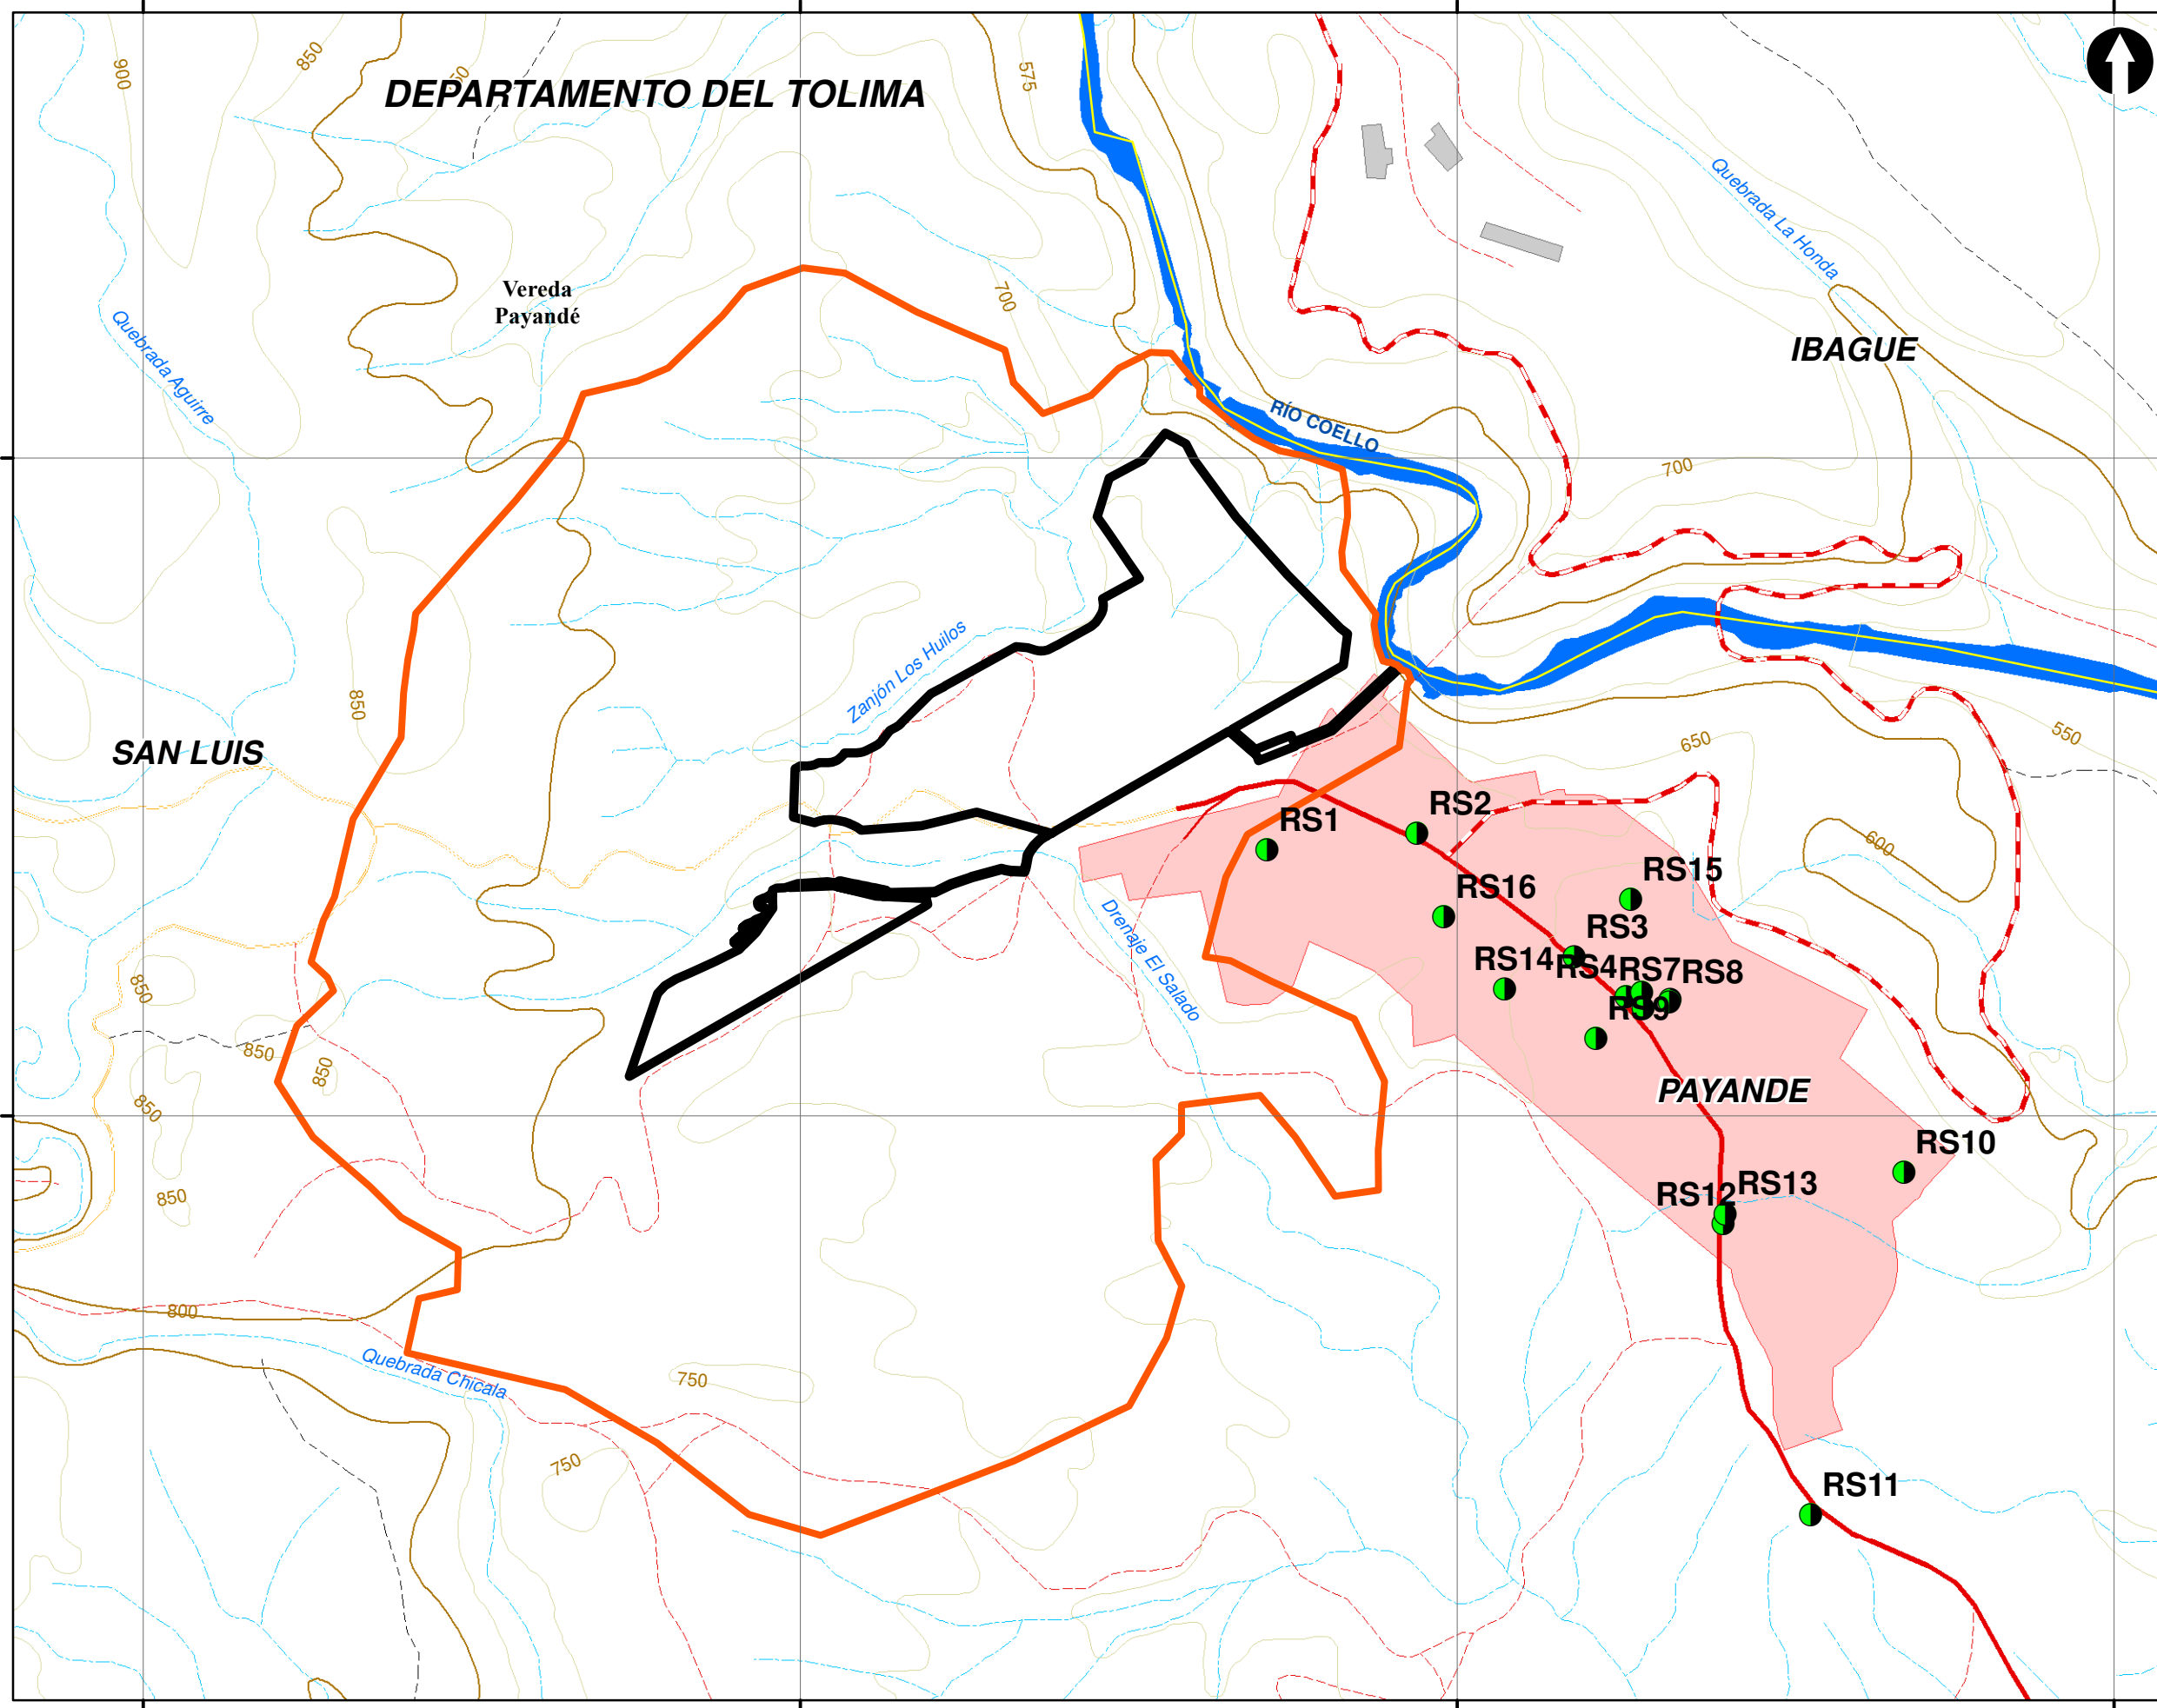 900
850
50
DEPARTAMENTO DEL TOLIMA
575
Quebrada La Honda
Vereda
Payandé
700
Quebrada Aguirre
IBAGUE
RÍO COELLO
700
Zanjón Los Huilos
850
SAN LUIS
550
650
RS2
RS1
600
RS15
RS16
RS3
Drenaje El Salado
RS14
RS4
RS7
RS8
RS9
850
850
850
PAYANDE
850
RS10
RS13
RS12
850
800
Quebrada Chicala
750
750
RS11